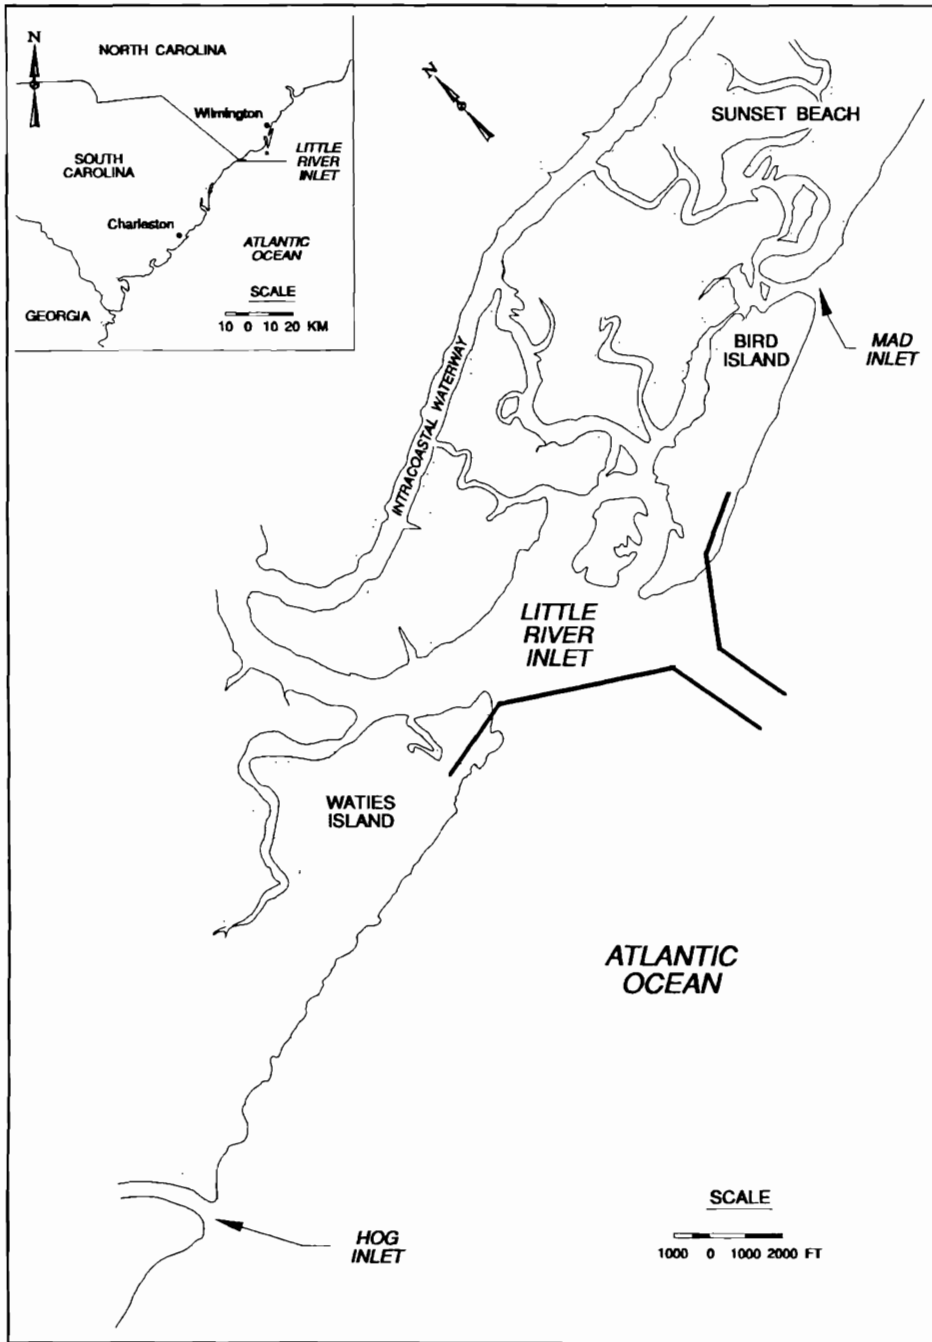 N
NORTH CAROLINA
Wilmington
LITTLE
RIVER
INLET
SOUTH
CAROLINA
Charleston
ATLANTIC
OCEAN
SCALE
GEORGIA
10 0 10 20 KM
N
SUNSET BEACH
BIRD
ISLAND
MAD
INLET
INTRACOASTAL WATERWAY
LITTLE
RIVER
INLET
WATIES
ISLAND
ATLANTIC
OCEAN
SCALE
1000 0 1000 2000 FT
HOG
INLET